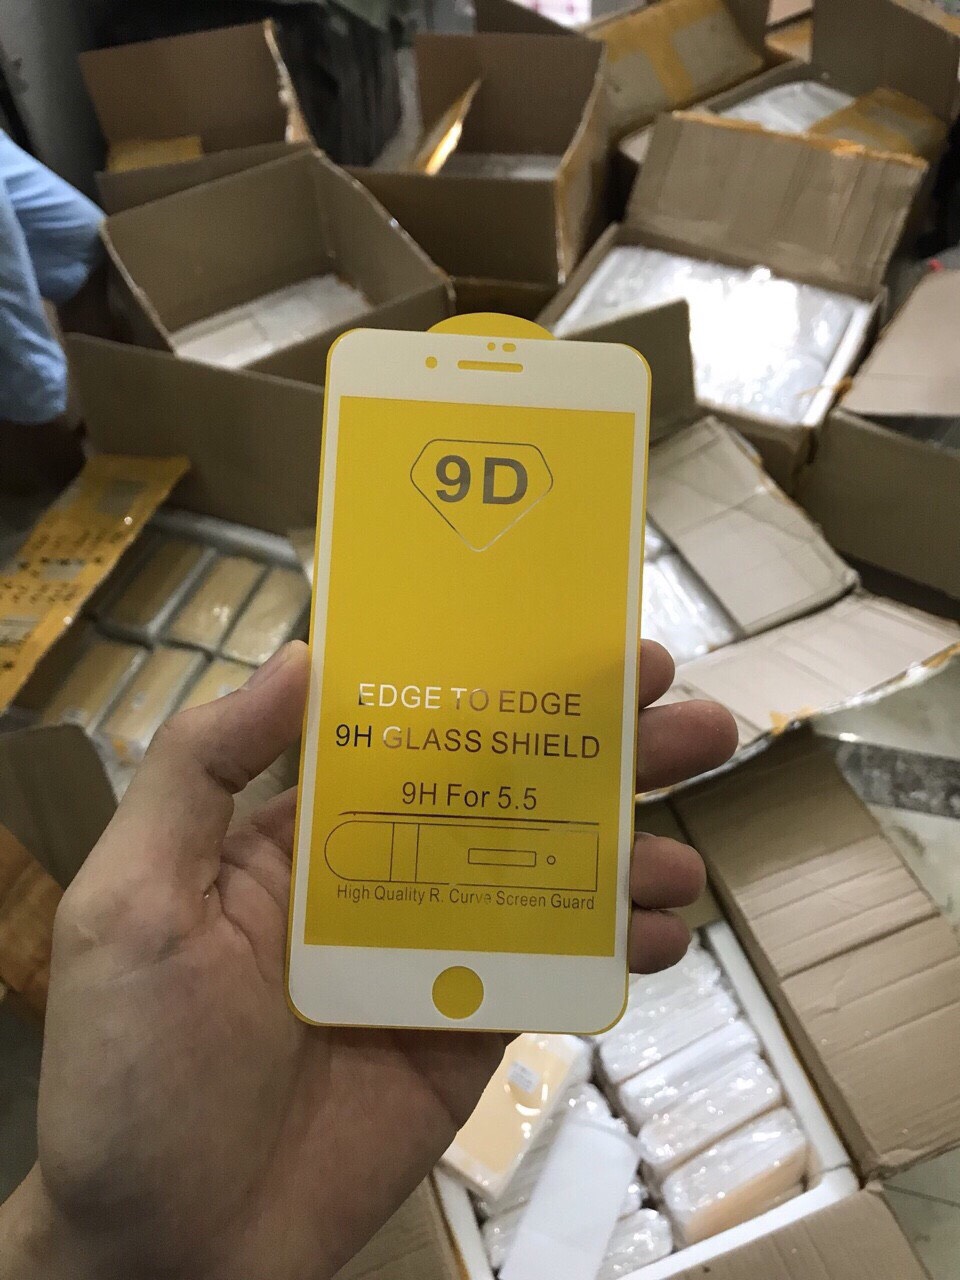 9D
EDGE TO EDGE
9H GLASS SHIELD
9H For 5.5
High Quality R. Curve Screen Guard